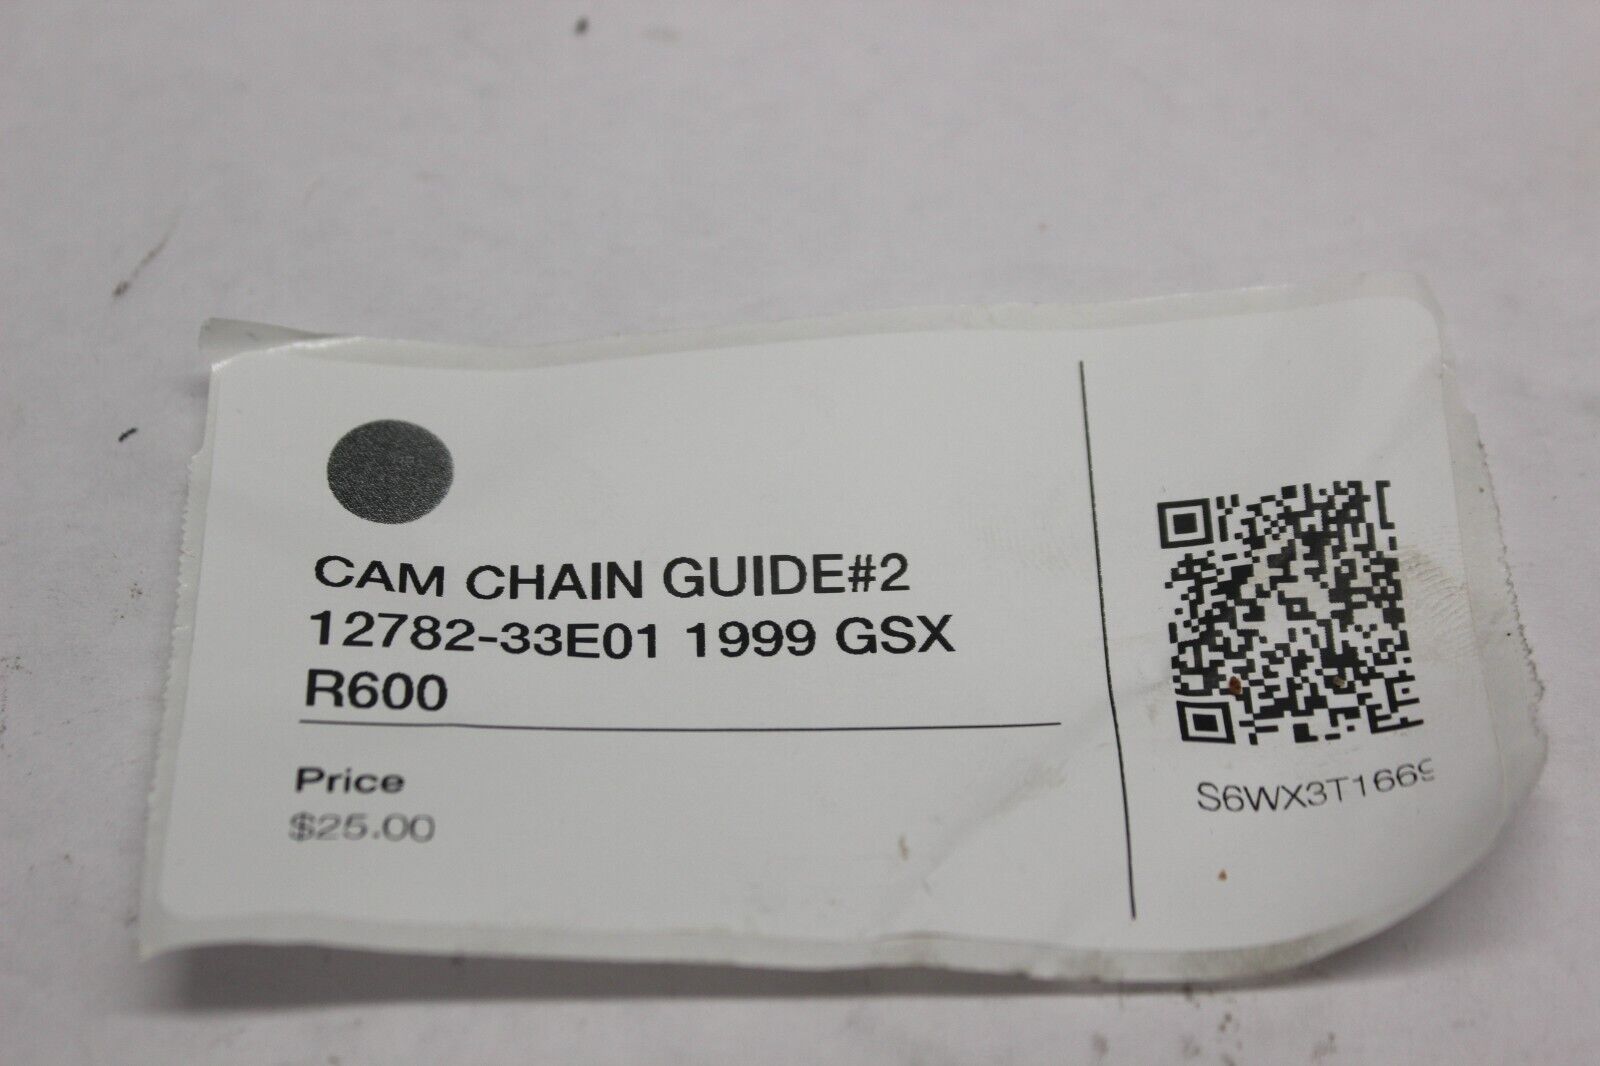 CAM CHAIN GUIDE#2
12782-33E01 1999 GSX
R600
Price
$25.00
S6WX3T1669